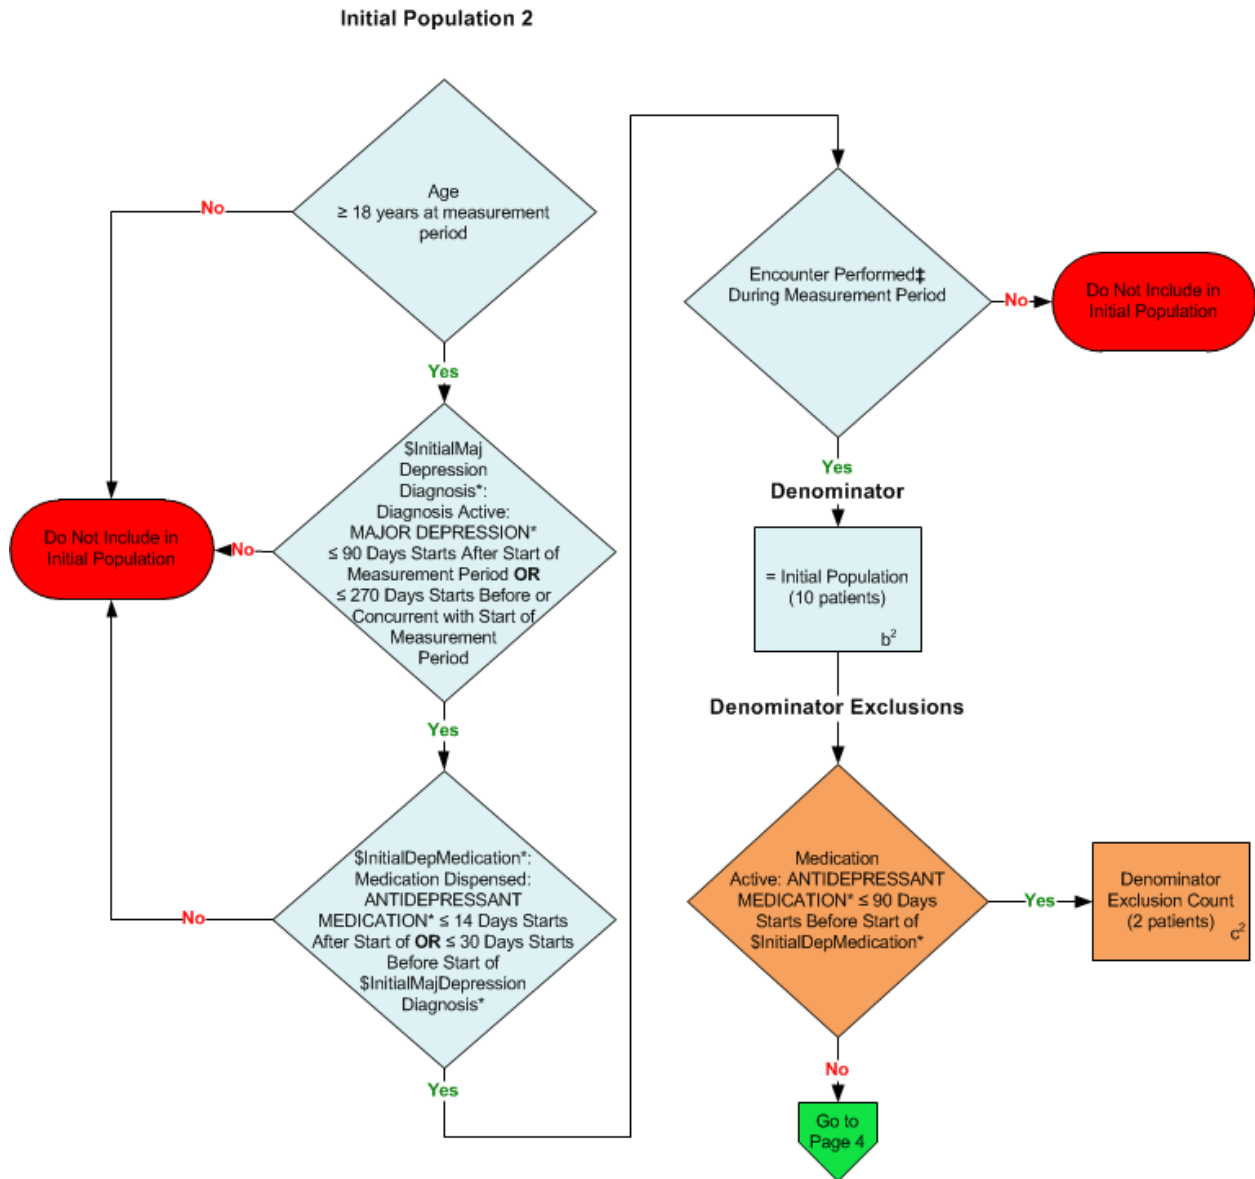 Initial Population 2
Age
≥ 18 years at measurement
period
No
Yes
$InitialMaj
Depression
Diagnosis*:
Diagnosis Active:
MAJOR DEPRESSION*
≤ 90 Days Starts After Start of
Measurement Period OR
≤ 270 Days Starts Before or
Concurrent with Start of
Measurement
Period
No
Do Not Include in
Initial Population
Yes
$InitialDepMedication*:
Medication Dispensed:
ANTIDEPRESSANT
MEDICATION* ≤ 14 Days Starts
After Start of OR ≤ 30 Days Starts
Before Start of
$InitialMajDepression
Diagnosis*
No
Yes
Encounter Performed‡
During Measurement Period
No
Do Not Include in
Initial Population
Yes
Denominator
= Initial Population
(10 patients)
b²
Denominator Exclusions
Medication
Active: ANTIDEPRESSANT
MEDICATION* ≤ 90 Days
Starts Before Start of
$InitialDepMedication*
Yes
Denominator
Exclusion Count
(2 patients)
c²
No
Go to
Page 4